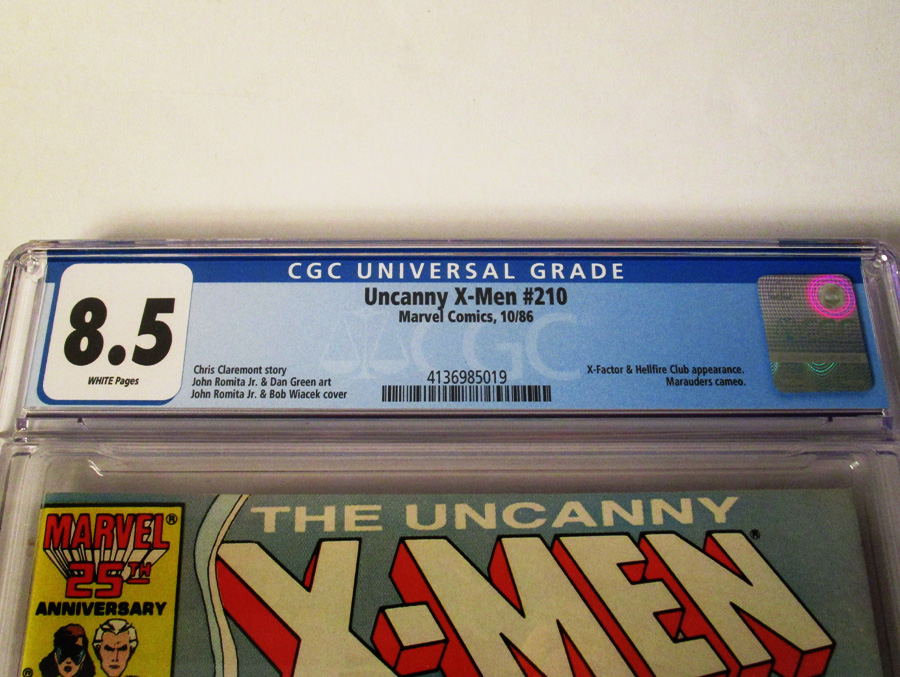 CGC UNIVERSAL GRADE
8.5
WHITE Pages
Uncanny X-Men #210
Marvel Comics, 10/86
CGC
Chris Claremont story
John Romita Jr. & Dan Green art
John Romita Jr. & Bob Wiacek cover
4136985019
X-Factor & Hellfire Club appearance.
Marauders cameo.
MARVEL®
25TH
ANNIVERSARY
®
THE UNCANNY
X-MEN®